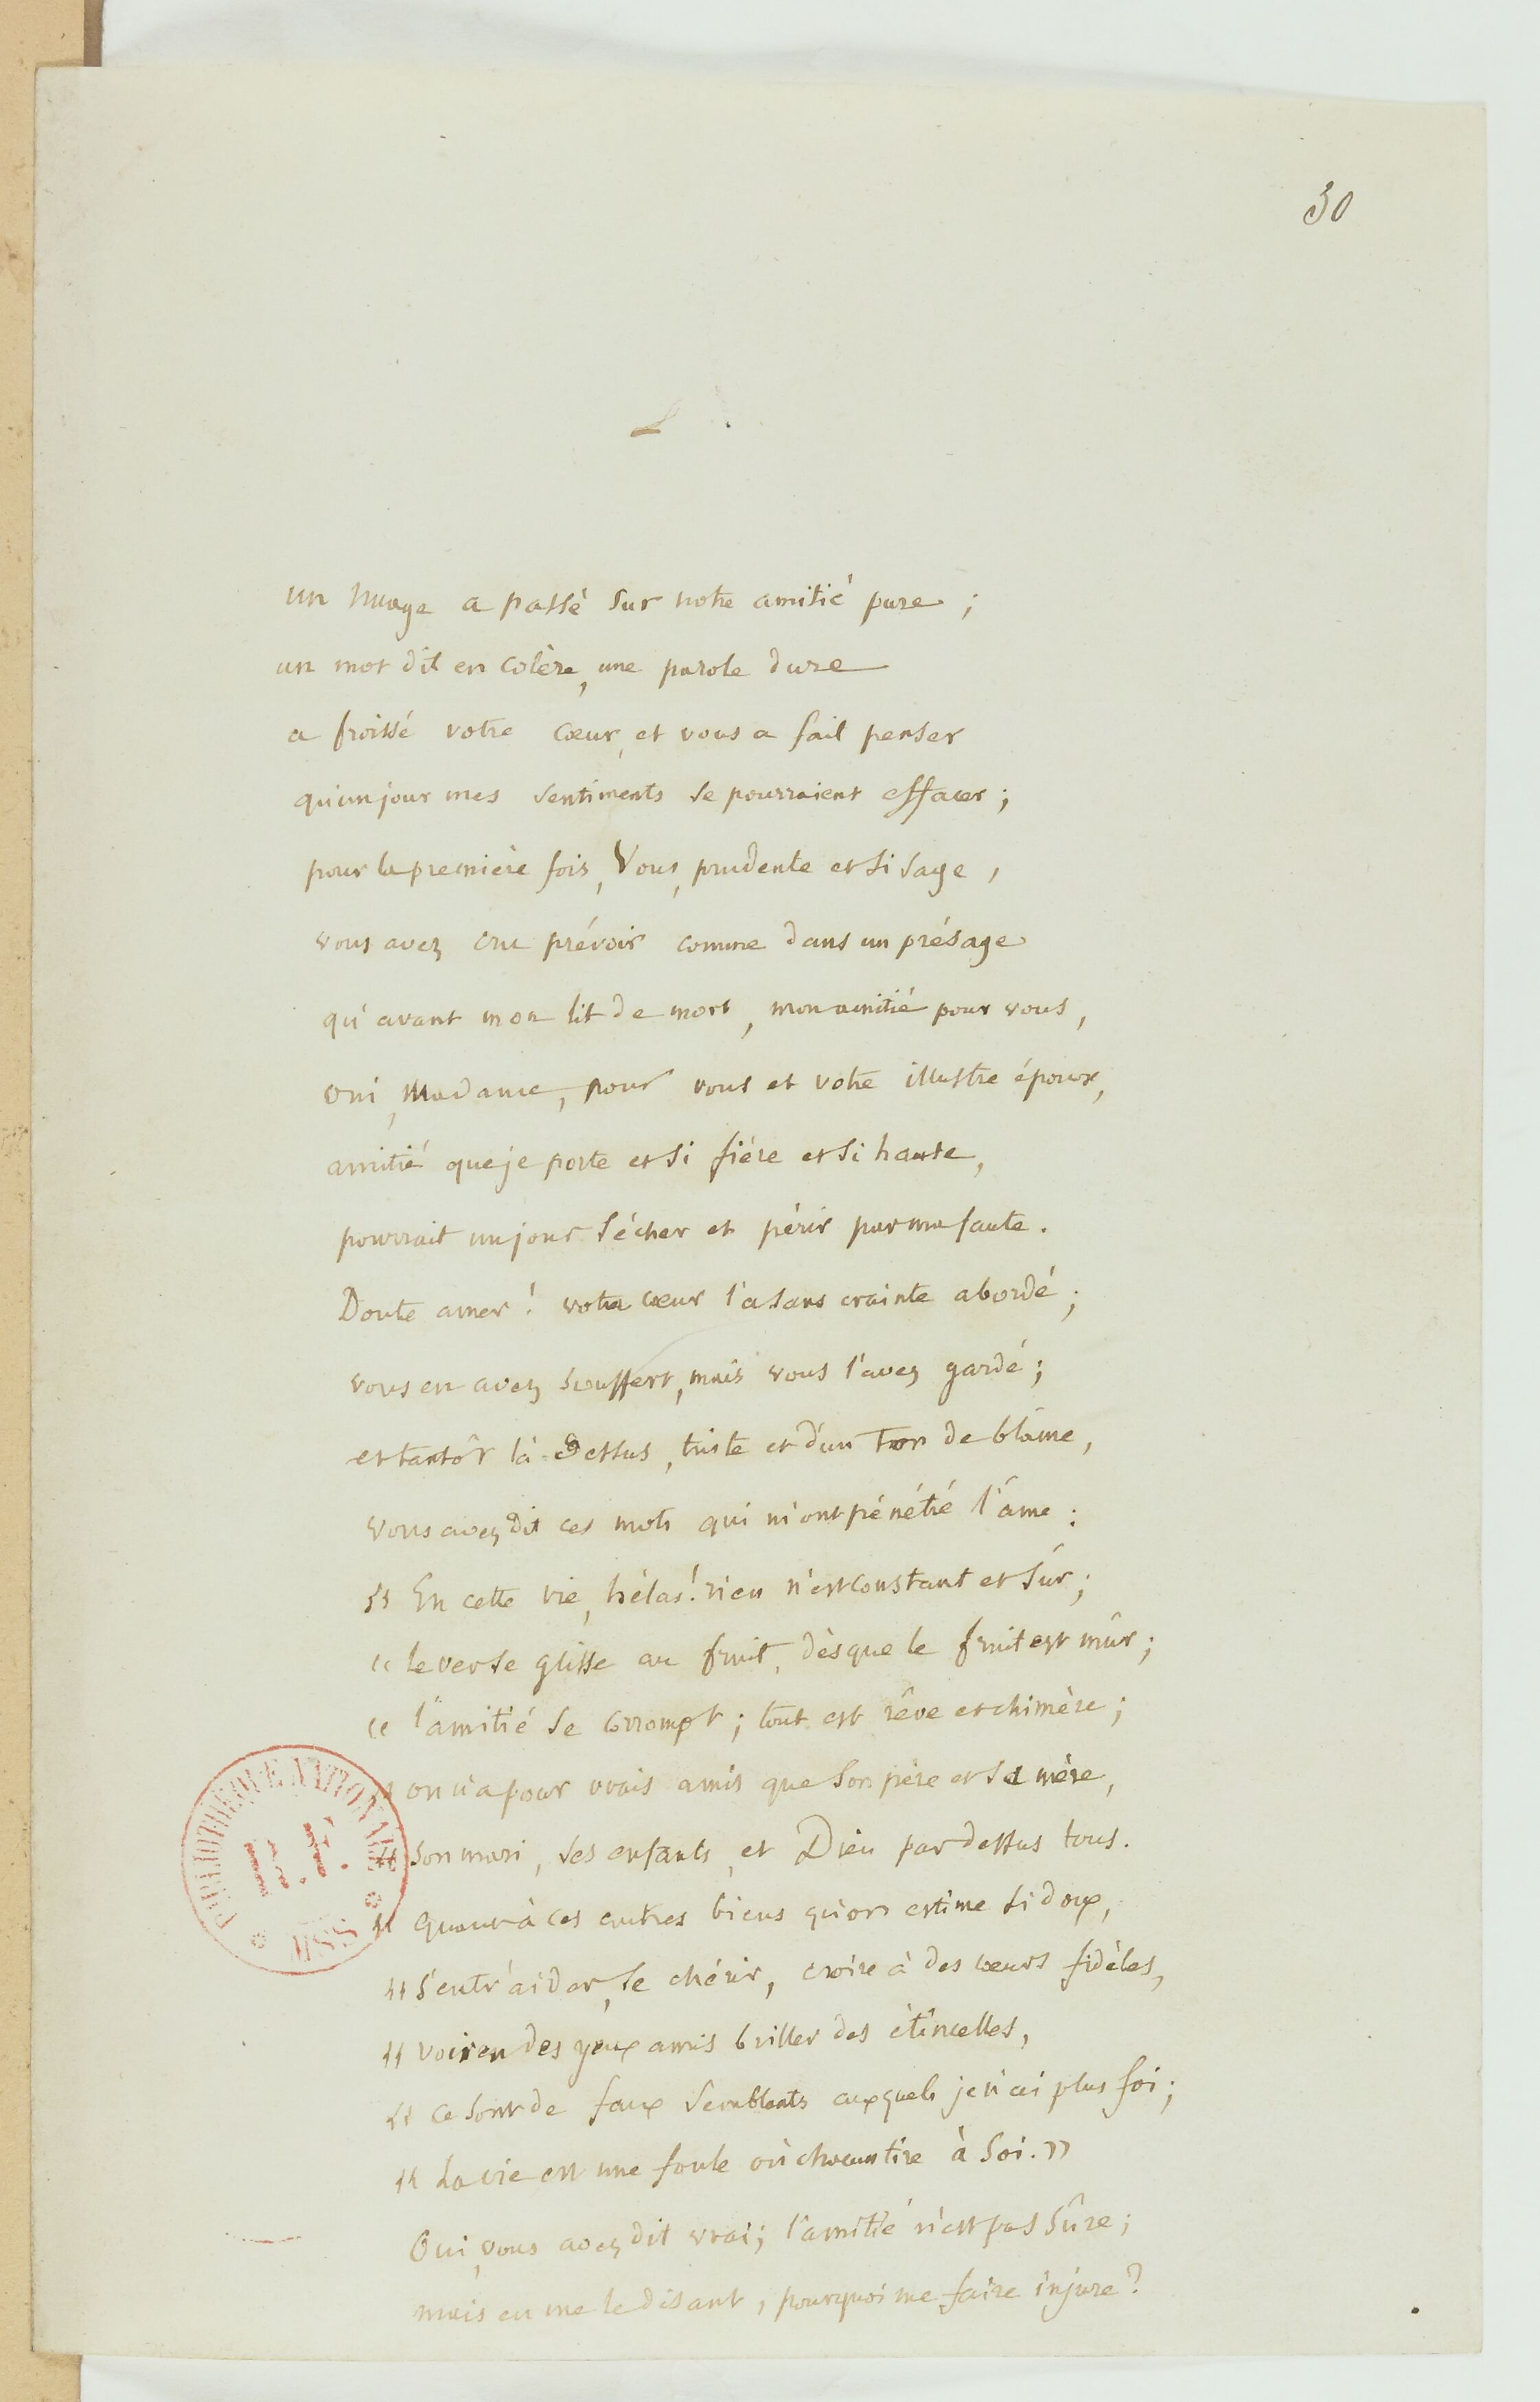 30
un nuage a passé sur notre amitié pure ;
un mot dit en colère, une parole dure
a froissé votre cœur, et vous a fait penser
qu'un jour mes sentiments se pourraient effacer ;
pour la première fois, Vous, prudente et si sage,
vous avez cru prévoir comme dans un présage
qu'avant mon lit de mort, mon amitié pour vous,
oui, Madame, pour vous et votre illustre époux,
amitié que je porte et si fière et si haute,
pourrait un jour sécher et périr par ma faute.
Doute amer ! votre cœur l'a sans crainte abordé ;
vous en avez souffert, mais vous l'avez gardé ;
et tantôt là-dessus, triste et d'un ton de blâme,
vous avez dit ces mots qui m'ont pénétré l'âme :
« En cette vie, hélas ! rien n'est constant et sûr ;
« le ver se glisse au fruit, dès que le fruit est mûr ;
« l'amitié se corrompt ; tout est rêve et chimère ;
« on n'a pour vrais amis que son père et sa mère,
« son mari, ses enfants, et Dieu par dessus tous.
« Quant à ces autres biens qu'on estime si doux,
« s'entr'aider, se chérir, croire à des cœurs fidèles,
« voir en des yeux amis briller des étincelles,
« ce sont de faux semblants auxquels je n'ai plus foi ;
« La vie est une foule où chacun tire à soi. »
Oui, vous avez dit vrai ; l'amitié n'est pas sûre ;
mais en me le disant, pourquoi me faire injure ?
BIBLIOTHEQUE NATIONALE
R.F.
MSS